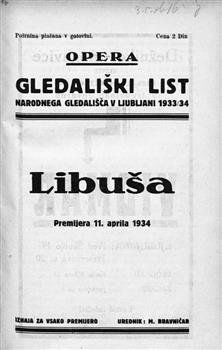 Poštnina plačana v gotovini. Cena 2 Din
OPERA
GLEDALIŠKI LIST
NARODNEGA GLEDALIŠČA V LJUBLJANI 1933/34
Libuša
Premijera 11. aprila 1934
IZHAJA ZA VSAKO PREMIJERO UREDNIK: M. BRAVNIČAR